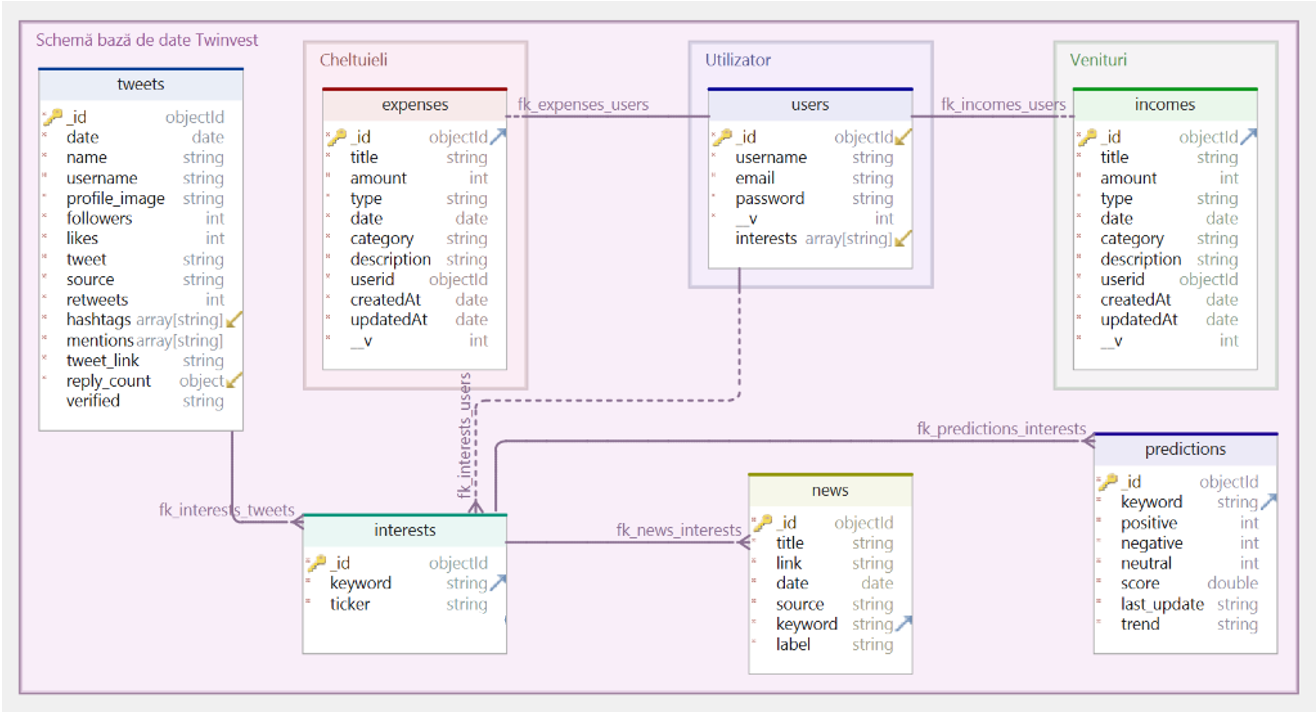 Schemă bază de date Twinvest
tweets
_id objectId
date date
name string
username string
profile_image string
followers int
likes int
tweet string
source string
retweets int
hashtags array[string]
mentions array[string]
tweet_link string
reply_count object
verified string
Cheltuieli
expenses
_id objectId
title string
amount int
type string
date date
category string
description string
userid objectId
createdAt date
updatedAt date
__v int
fk_expenses_users
Utilizator
users
_id objectId
username string
email string
password string
__v int
interests array[string]
fk_incomes_users
Venituri
incomes
_id objectId
title string
amount int
type string
date date
category string
description string
userid objectId
createdAt date
updatedAt date
__v int
fk_interests_users
fk_predictions_interests
fk_interests_tweets
interests
_id objectId
keyword string
ticker string
fk_news_interests
news
_id objectId
title string
link string
date date
source string
keyword string
label string
predictions
_id objectId
keyword string
positive int
negative int
neutral int
score double
last_update string
trend string